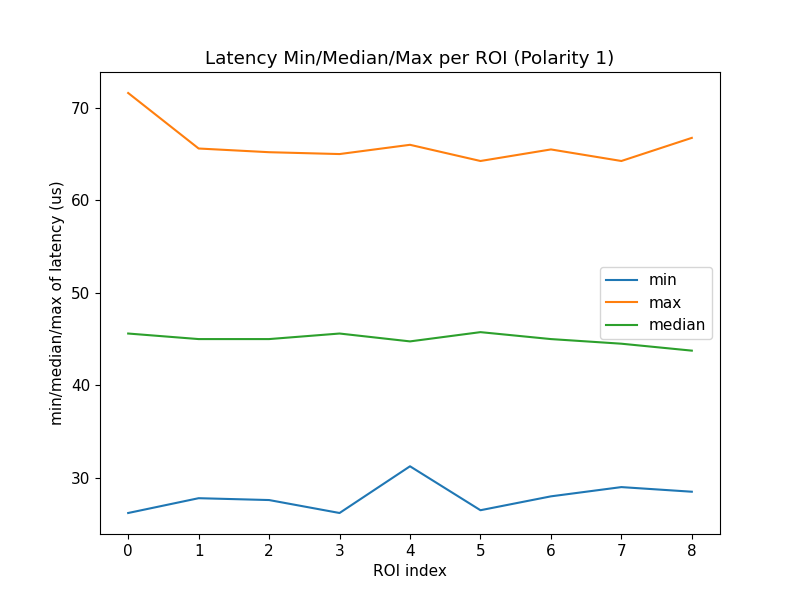 Latency Min/Median/Max per ROI (Polarity 1)
min/median/max of latency (us)
70
60
50
40
30
min
max
median
0 1 2 3 4 5 6 7 8
ROI index